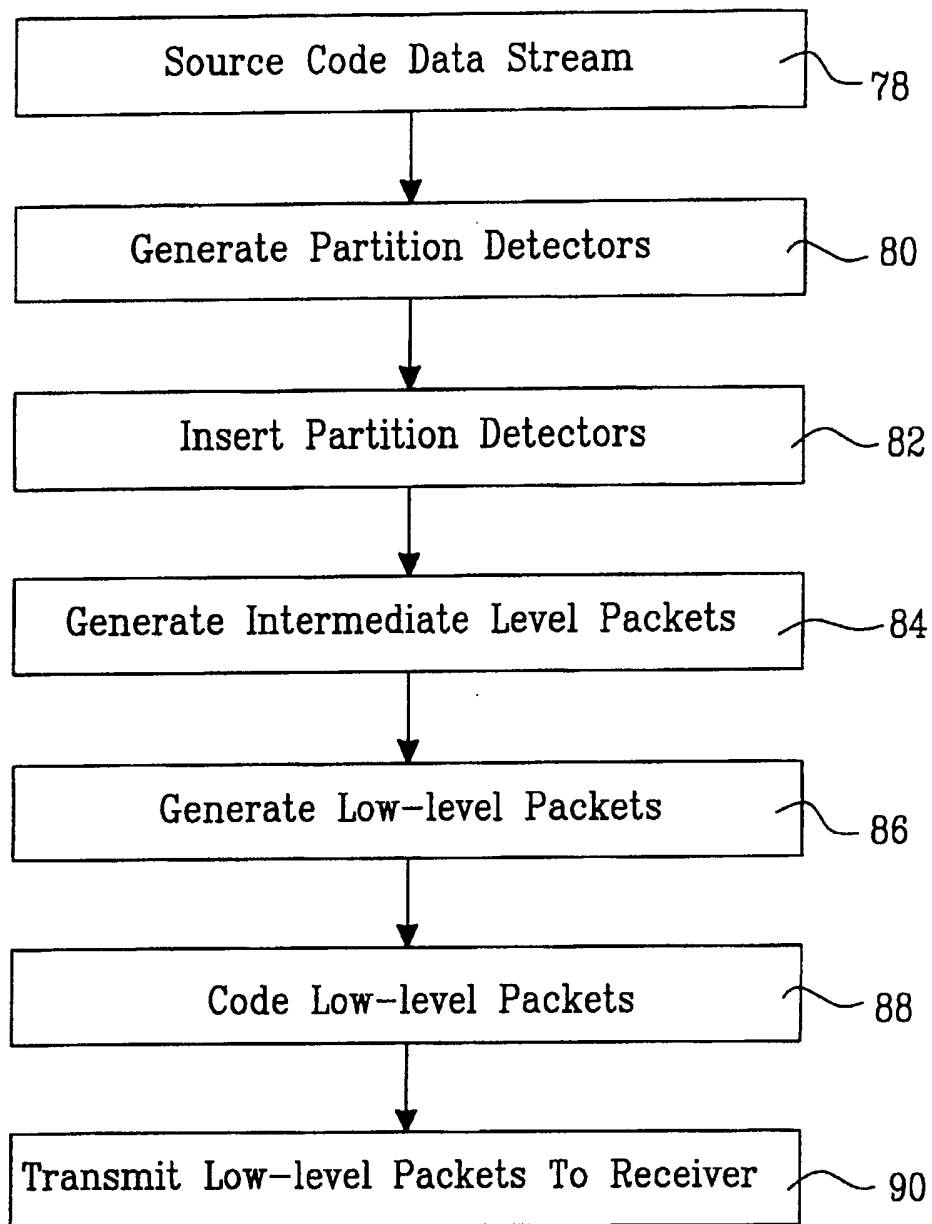 Source Code Data Stream
78
Generate Partition Detectors
80
Insert Partition Detectors
82
Generate Intermediate Level Packets
84
Generate Low-level Packets
86
Code Low-level Packets
88
Transmit Low-level Packets To Receiver
90